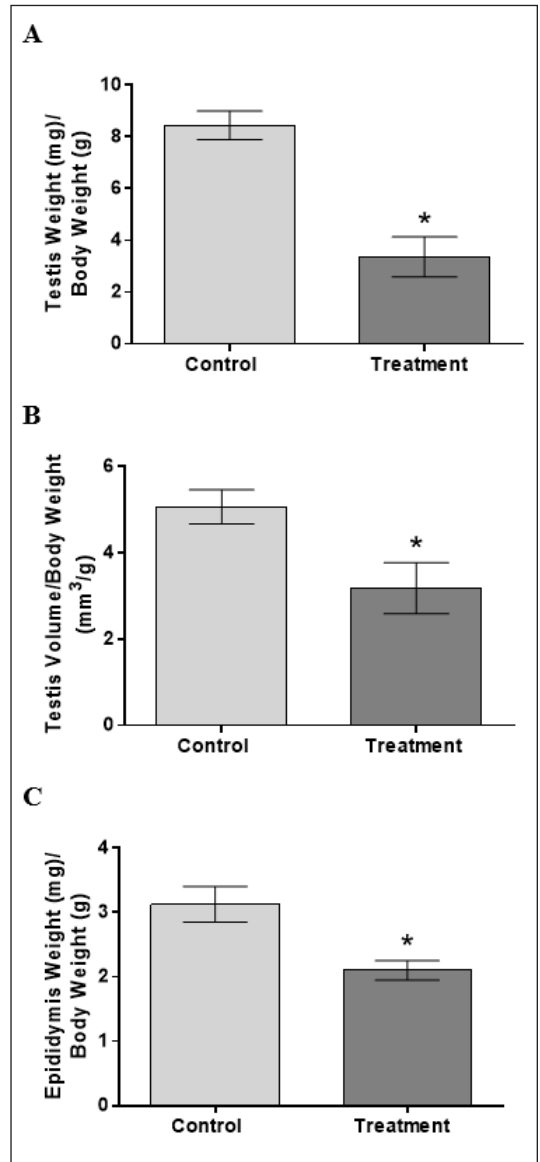 A
Testis Weight (mg)/
Body Weight (g)
10
8
6
4
2
0
*
Control
Treatment
B
Testis Volume/Body Weight
(mm³/g)
6
4
2
0
*
Control
Treatment
C
Epididymis Weight (mg)/
Body Weight (g)
4
3
2
1
0
*
Control
Treatment